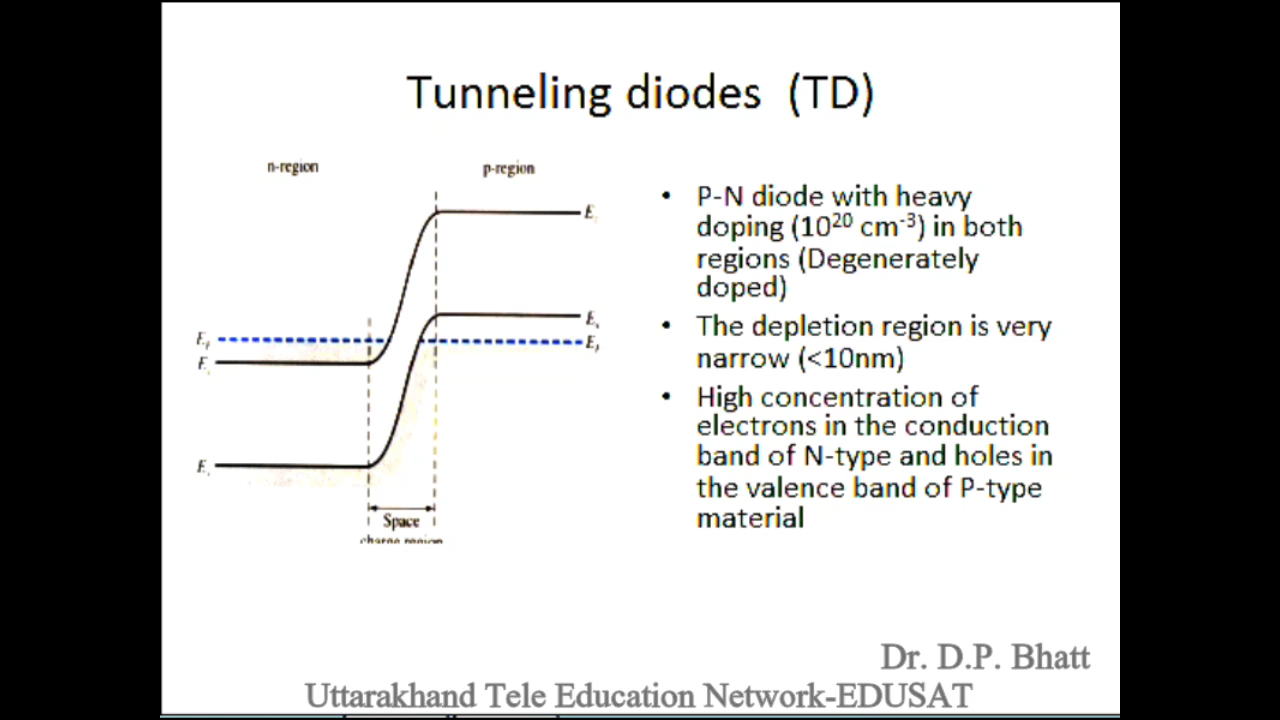 Tunneling diodes (TD)
n-region
p-region
E
E
E
E
E
E
Space
charge region
• P-N diode with heavy
doping (10²⁰ cm⁻³) in both
regions (Degenerately
doped)
• The depletion region is very
narrow (<10nm)
• High concentration of
electrons in the conduction
band of N-type and holes in
the valence band of P-type
material
Dr. D.P. Bhatt
Uttarakhand Tele Education Network-EDUSAT